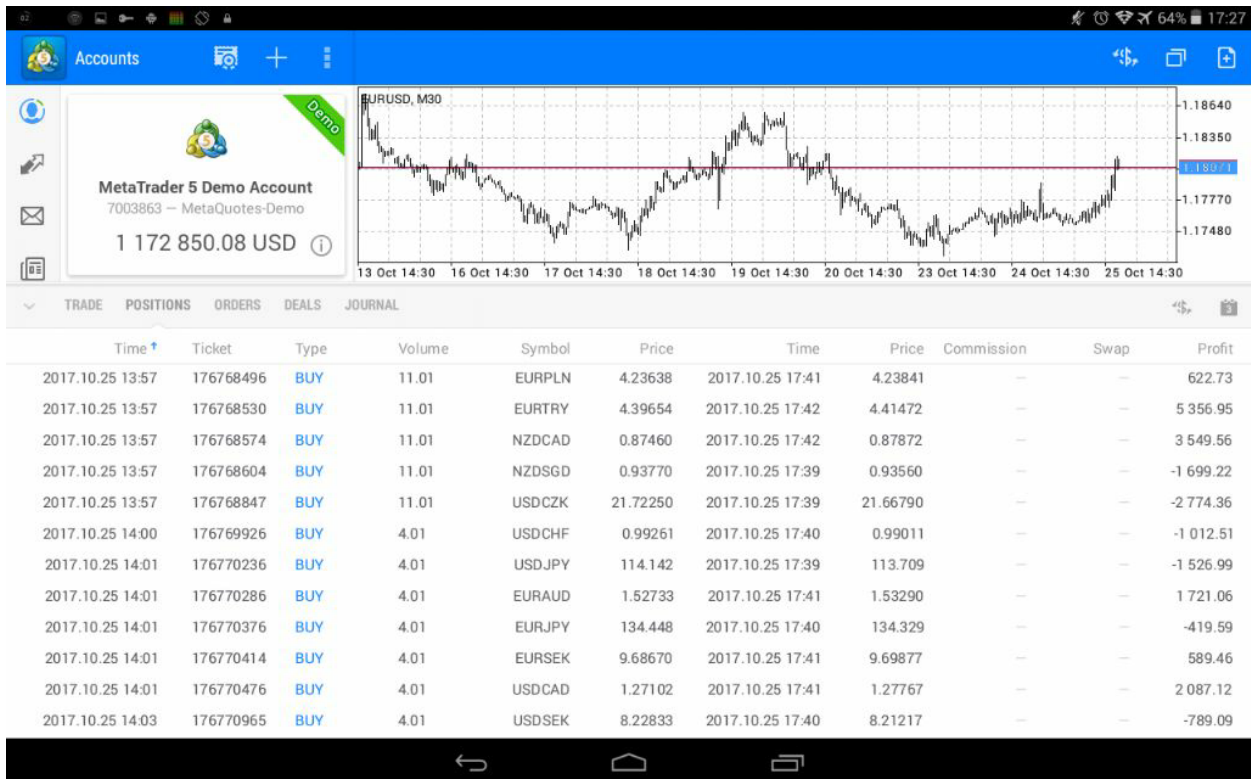 64% 17:27
Accounts
Demo
MetaTrader 5 Demo Account
7003863 — MetaQuotes-Demo
1 172 850.08 USD
EURUSD, M30
1.18640
1.18350
1.18071
1.17770
1.17480
13 Oct 14:30 16 Oct 14:30 17 Oct 14:30 18 Oct 14:30 19 Oct 14:30 20 Oct 14:30 23 Oct 14:30 24 Oct 14:30 25 Oct 14:30
TRADE POSITIONS ORDERS DEALS JOURNAL
Time Ticket Type Volume Symbol Price Time Price Commission Swap Profit
2017.10.25 13:57 176768496 BUY 11.01 EURPLN 4.23638 2017.10.25 17:41 4.23841 — — 622.73
2017.10.25 13:57 176768530 BUY 11.01 EURTRY 4.39654 2017.10.25 17:42 4.41472 — — 5 356.95
2017.10.25 13:57 176768574 BUY 11.01 NZDCAD 0.87460 2017.10.25 17:42 0.87872 — — 3 549.56
2017.10.25 13:57 176768604 BUY 11.01 NZDSGD 0.93770 2017.10.25 17:39 0.93560 — — -1 699.22
2017.10.25 13:57 176768847 BUY 11.01 USDCZK 21.72250 2017.10.25 17:39 21.66790 — — -2 774.36
2017.10.25 14:00 176769926 BUY 4.01 USDCHF 0.99261 2017.10.25 17:40 0.99011 — — -1 012.51
2017.10.25 14:01 176770236 BUY 4.01 USDJPY 114.142 2017.10.25 17:39 113.709 — — -1 526.99
2017.10.25 14:01 176770286 BUY 4.01 EURAUD 1.52733 2017.10.25 17:41 1.53290 — — 1 721.06
2017.10.25 14:01 176770376 BUY 4.01 EURJPY 134.448 2017.10.25 17:40 134.329 — — -419.59
2017.10.25 14:01 176770414 BUY 4.01 EURSEK 9.68670 2017.10.25 17:41 9.69877 — — 589.46
2017.10.25 14:01 176770476 BUY 4.01 USDCAD 1.27102 2017.10.25 17:41 1.27767 — — 2 087.12
2017.10.25 14:03 176770965 BUY 4.01 USDSEK 8.22833 2017.10.25 17:40 8.21217 — — -789.09